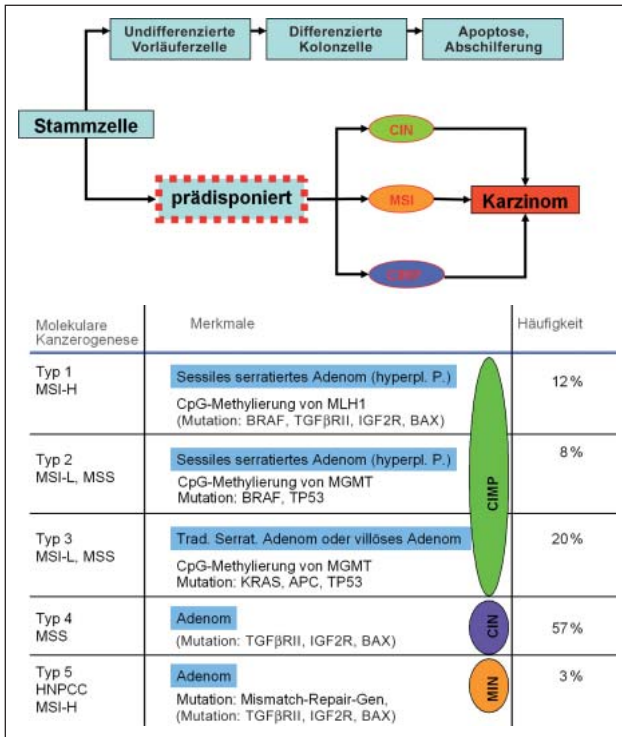 Undifferenzierte
Vorläuferzelle
Differenzierte
Kolonzelle
Apoptose,
Abschilferung
Stammzelle
prädisponiert
CIN
MSI
CIMP
Karzinom
Molekulare
Kanzerogenese
Merkmale
Häufigkeit
Typ 1
MSI-H
Sessiles serratiertes Adenom (hyperpl. P.)
CpG-Methylierung von MLH1
(Mutation: BRAF, TGFβRII, IGF2R, BAX)
12 %
Typ 2
MSI-L, MSS
Sessiles serratiertes Adenom (hyperpl. P.)
CpG-Methylierung von MGMT
Mutation: BRAF, TP53
8 %
Typ 3
MSI-L, MSS
Trad. Serrat. Adenom oder villöses Adenom
CpG-Methylierung von MGMT
Mutation: KRAS, APC, TP53
20 %
CIMP
Typ 4
MSS
Adenom
(Mutation: TGFβRII, IGF2R, BAX)
CIN
57 %
Typ 5
HNPCC
MSI-H
Adenom
Mutation: Mismatch-Repair-Gen,
(Mutation: TGFβRII, IGF2R, BAX)
MIN
3 %